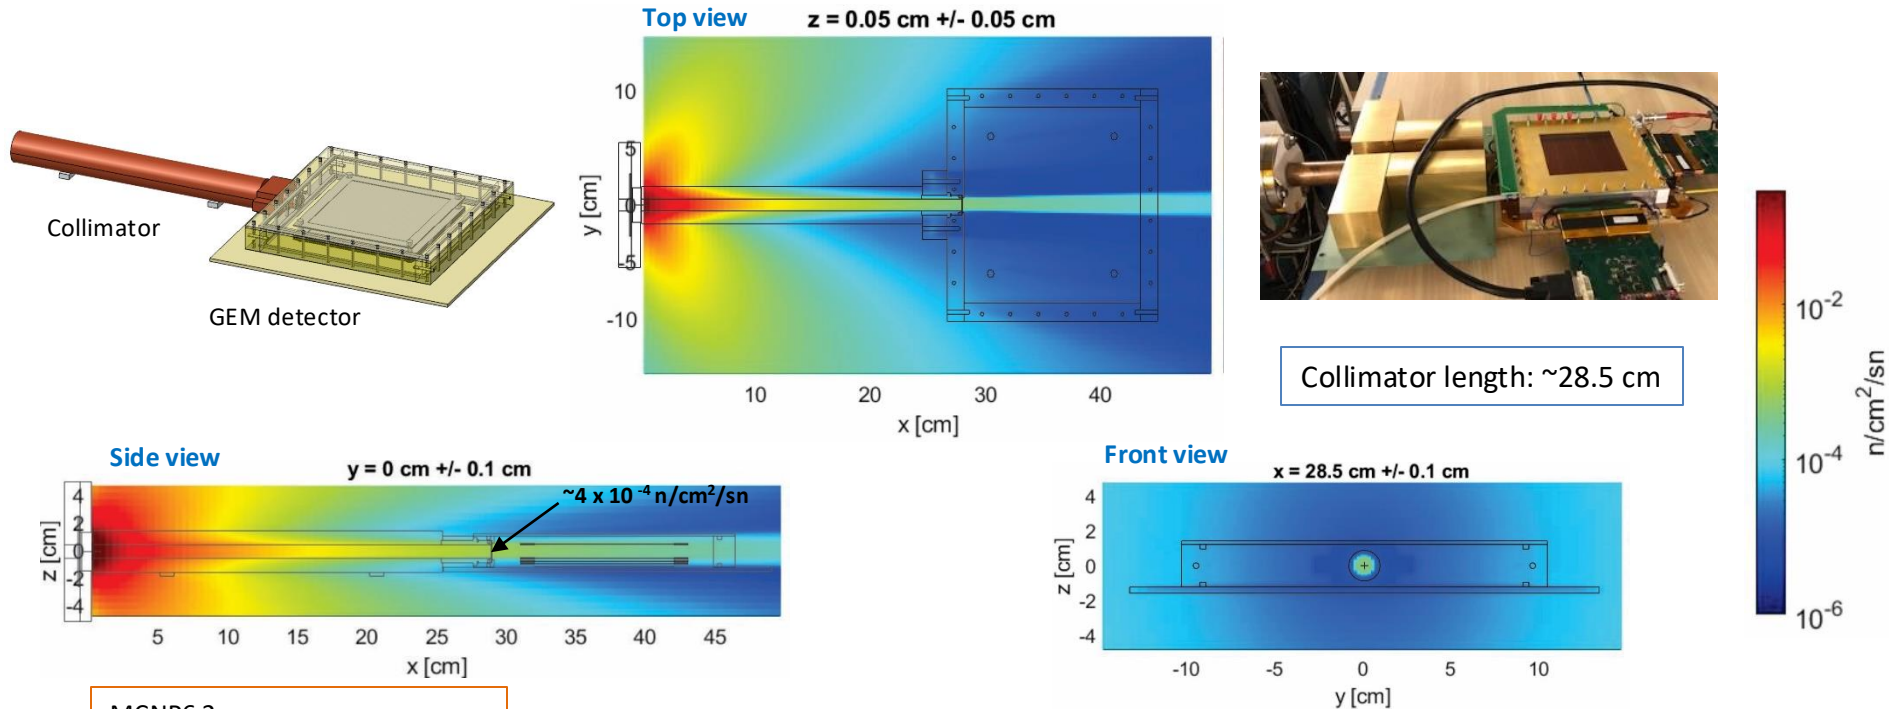 Top view
z = 0.05 cm +/- 0.05 cm
10
5
0
-5
-10
y [cm]
10 20 30 40
x [cm]
Collimator
GEM detector
Collimator length: ~28.5 cm
10-2
10-4
10-6
n/cm2/sn
Side view
y = 0 cm +/- 0.1 cm
~4 x 10 -4 n/cm2/sn
4
2
0
-2
-4
z [cm]
5 10 15 20 25 30 35 40 45
x [cm]
Front view
x = 28.5 cm +/- 0.1 cm
4
2
0
-2
-4
z [cm]
-10 -5 0 5 10
y [cm]